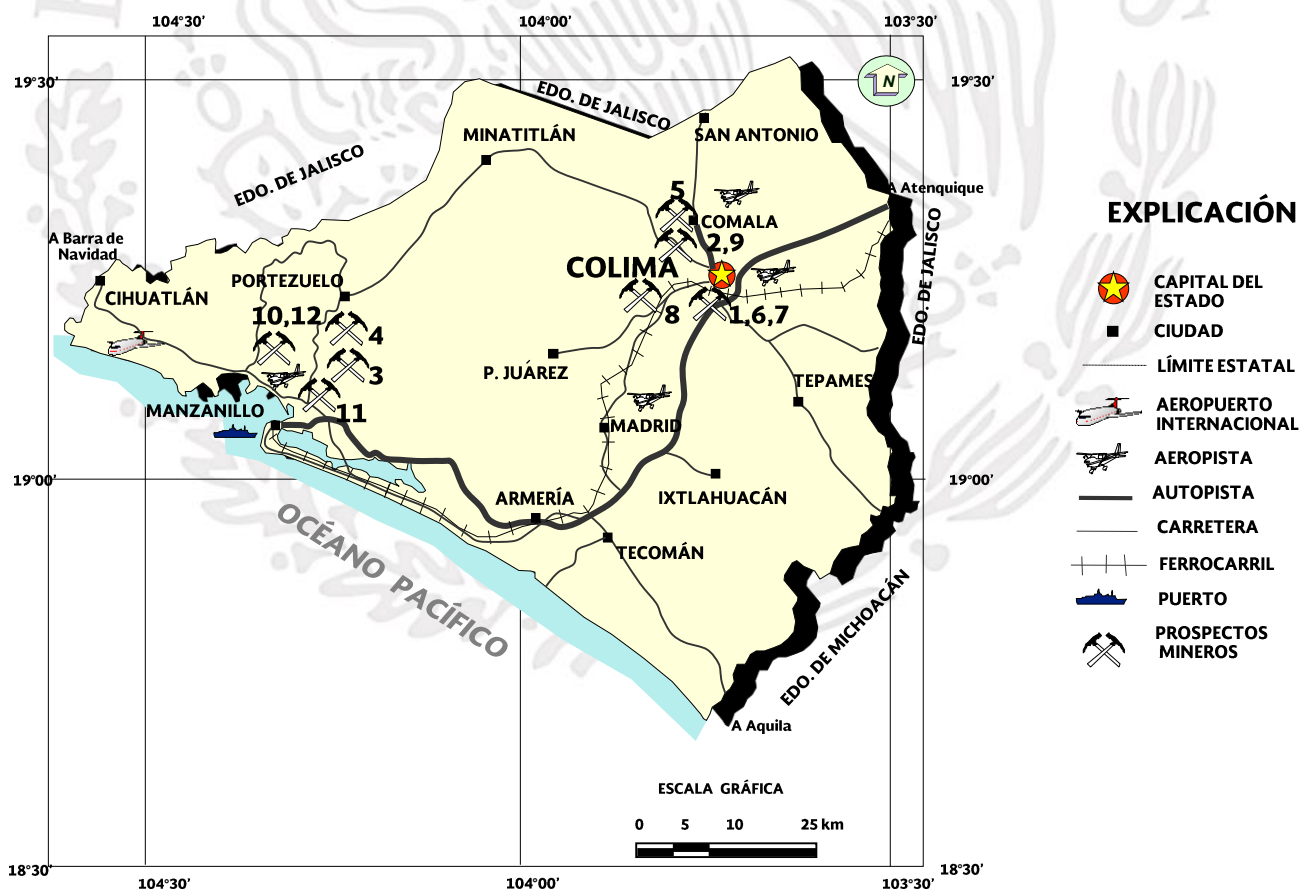 104°30’
104°00’
103°30’
19°30’
19°30’
N
EDO. DE JALISCO
MINATITLÁN
SAN ANTONIO
EDO. DE JALISCO
A Atenquique
5
COMALA
2,9
EDO. DE JALISCO
A Barra de
Navidad
CIHUATLÁN
PORTEZUELO
COLIMA
10,12
4
8
1,6,7
3
P. JUÁREZ
TEPAMES
MANZANILLO
11
MADRID
19°00’
19°00’
ARMERÍA
IXTLAHUACÁN
OCÉANO PACÍFICO
TECOMÁN
EDO. DE MICHOACÁN
A Aquila
ESCALA GRÁFICA
0 5 10 25 km
18°30’
18°30’
104°30’
104°00’
103°30’
EXPLICACIÓN
CAPITAL DEL
ESTADO
CIUDAD
LÍMITE ESTATAL
AEROPUERTO
INTERNACIONAL
AEROPISTA
AUTOPISTA
CARRETERA
FERROCARRIL
PUERTO
PROSPECTOS
MINEROS